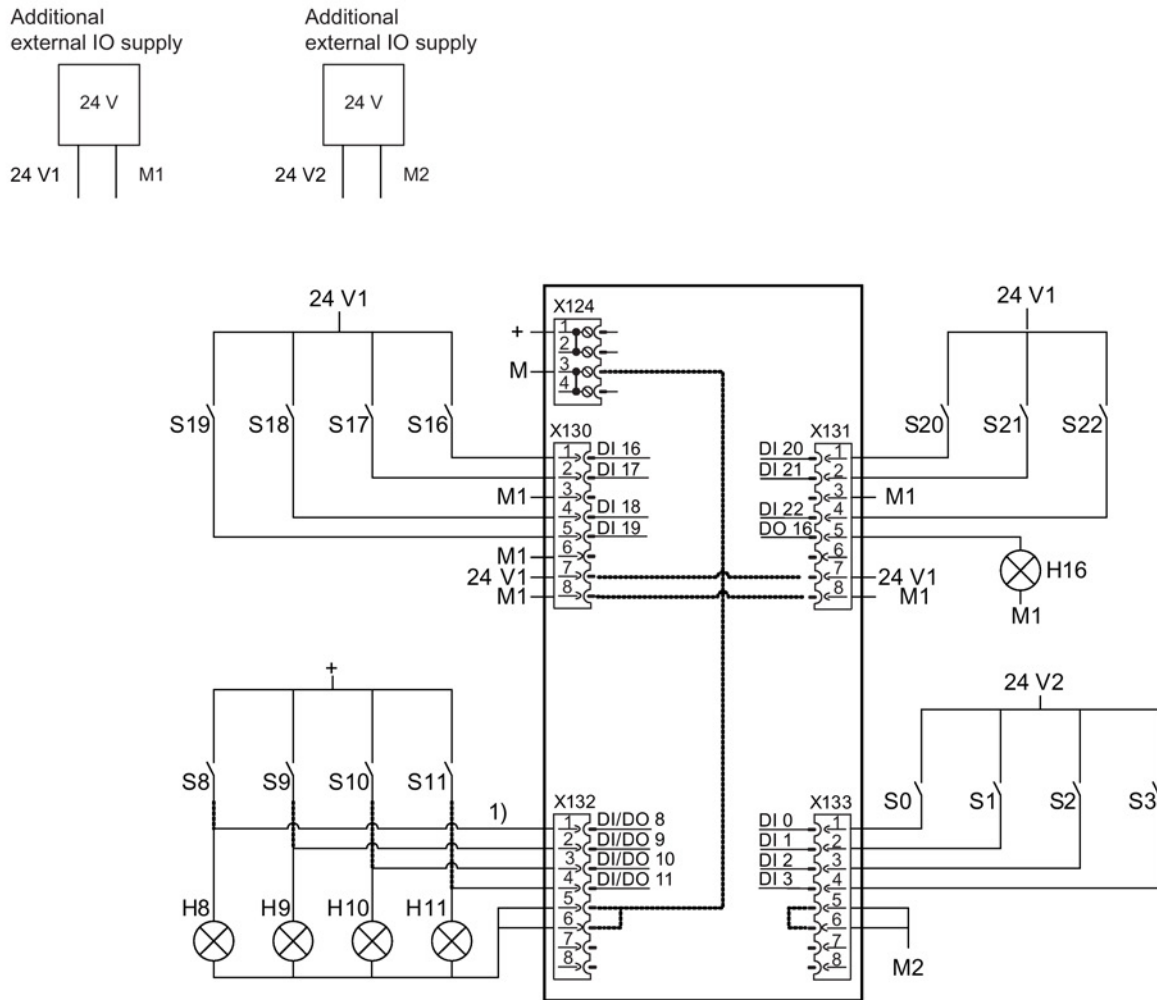 Additional
external IO supply
Additional
external IO supply
24 V
24 V
24 V1
M1
24 V2
M2
24 V1
X124
24 V1
+
1
2
M
3
4
S19
S18
S17
S16
S20
S21
S22
X130
X131
1
DI 16
DI 20
1
2
DI 17
DI 21
2
M1
3
3
M1
4
DI 18
DI 22
4
5
DI 19
DO 16
5
M1
6
6
H16
24 V1
7
7
24 V1
M1
8
8
M1
M1
+
24 V2
S8
S9
S10
S11
S0
S1
S2
S3
1)
X132
X133
1
DI/DO 8
DI 0
1
2
DI/DO 9
DI 1
2
3
DI/DO 10
DI 2
3
4
DI/DO 11
DI 3
4
H8
H9
H10
H11
5
5
6
6
7
7
8
8
M2